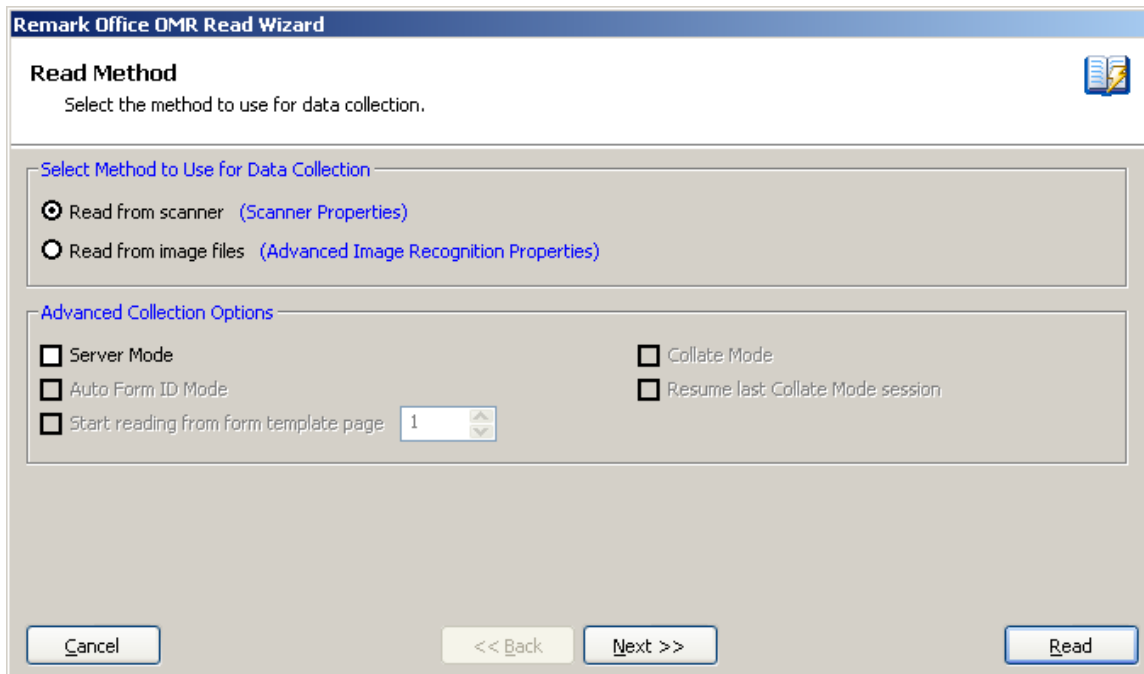 Remark Office OMR Read Wizard
Read Method
Select the method to use for data collection.
Select Method to Use for Data Collection
Read from scanner (Scanner Properties)
Read from image files (Advanced Image Recognition Properties)
Advanced Collection Options
Server Mode
Collate Mode
Auto Form ID Mode
Resume last Collate Mode session
Start reading from form template page 1
Cancel
<< Back
Next >>
Read